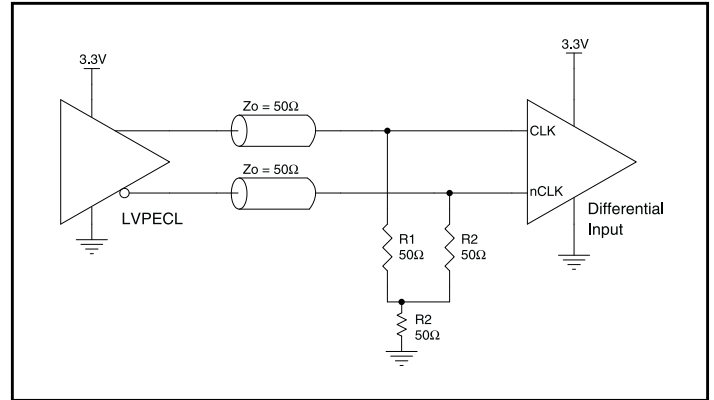 3.3V
3.3V
Zo = 50Ω
CLK
Zo = 50Ω
nCLK
LVPECL
Differential
Input
R1
50Ω
R2
50Ω
R2
50Ω